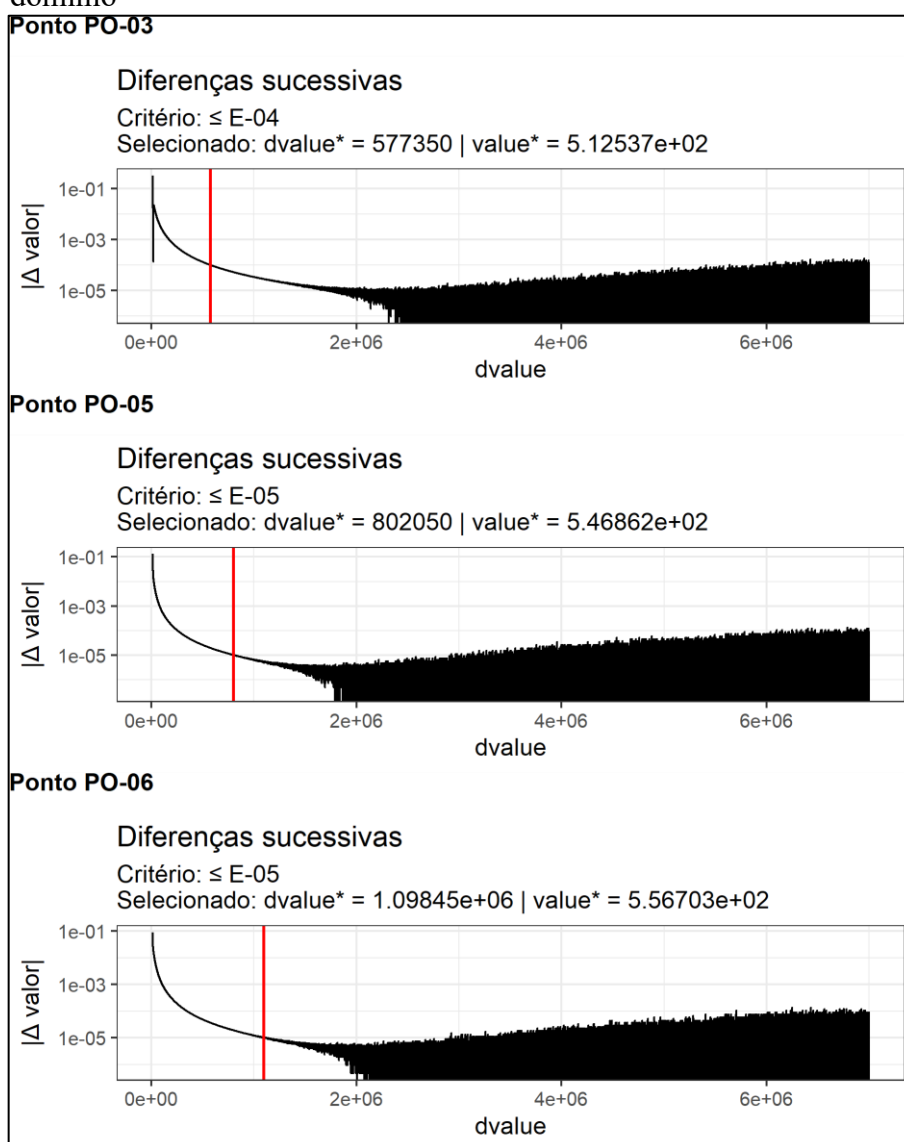 domínio
Ponto PO-03
Diferenças sucessivas
Critério: ≤ E-04
Selecionado: dvalue* = 577350 | value* = 5.12537e+02
|Δ valor|
1e-01
1e-03
1e-05
0e+00 2e+06 4e+06 6e+06
dvalue
Ponto PO-05
Diferenças sucessivas
Critério: ≤ E-05
Selecionado: dvalue* = 802050 | value* = 5.46862e+02
|Δ valor|
1e-01
1e-03
1e-05
0e+00 2e+06 4e+06 6e+06
dvalue
Ponto PO-06
Diferenças sucessivas
Critério: ≤ E-05
Selecionado: dvalue* = 1.09845e+06 | value* = 5.56703e+02
|Δ valor|
1e-01
1e-03
1e-05
0e+00 2e+06 4e+06 6e+06
dvalue